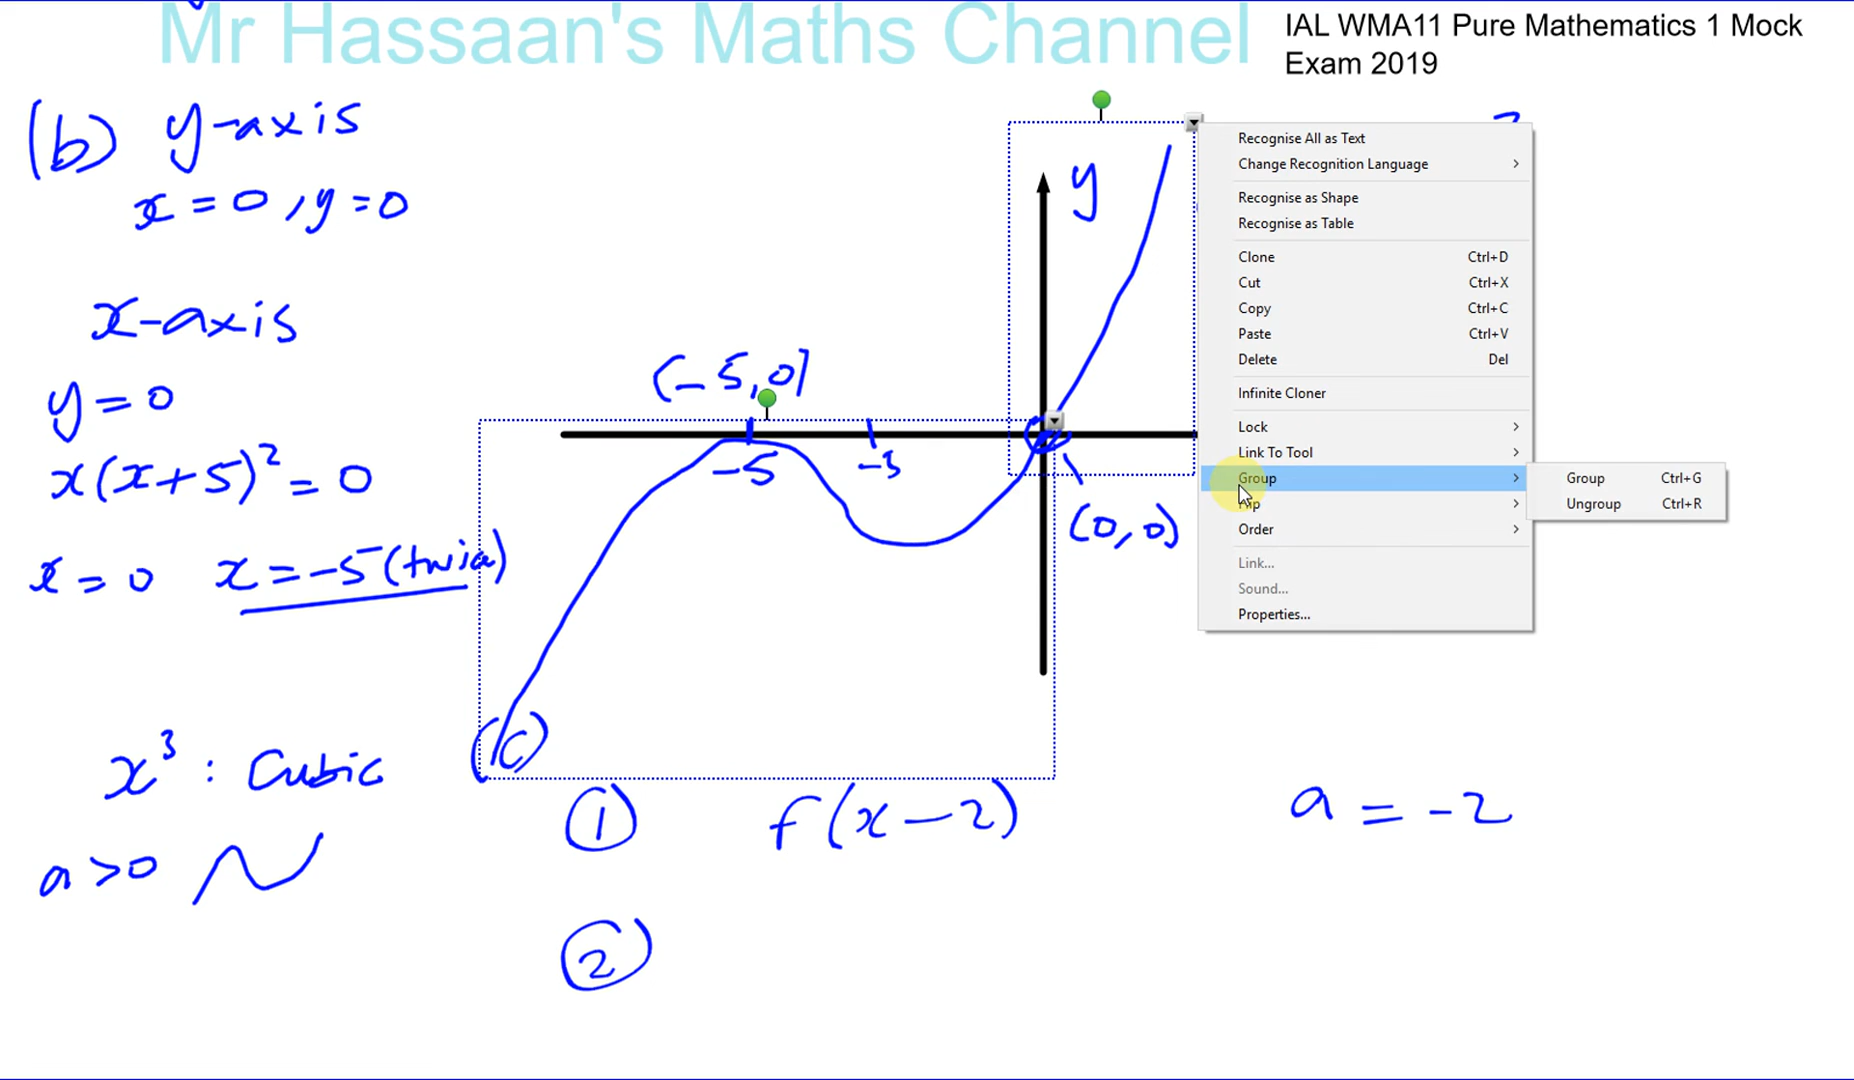 Mr Hassaan's Maths Channel
IAL WMA11 Pure Mathematics 1 Mock
Exam 2019
(b) y-axis
x = 0, y = 0
x-axis
y = 0
x(x+5)² = 0
x = 0 x = -5 (twice)
x³ : Cubic
a > 0
y
(-5, 0)
-5
-3
(0, 0)
(c)
① f(x-2)
a = -2
②
Recognise All as Text
Change Recognition Language >
Recognise as Shape
Recognise as Table
Clone Ctrl+D
Cut Ctrl+X
Copy Ctrl+C
Paste Ctrl+V
Delete Del
Infinite Cloner
Lock >
Link To Tool >
Group >
Flip >
Order >
Link...
Sound...
Properties...
Group Ctrl+G
Ungroup Ctrl+R